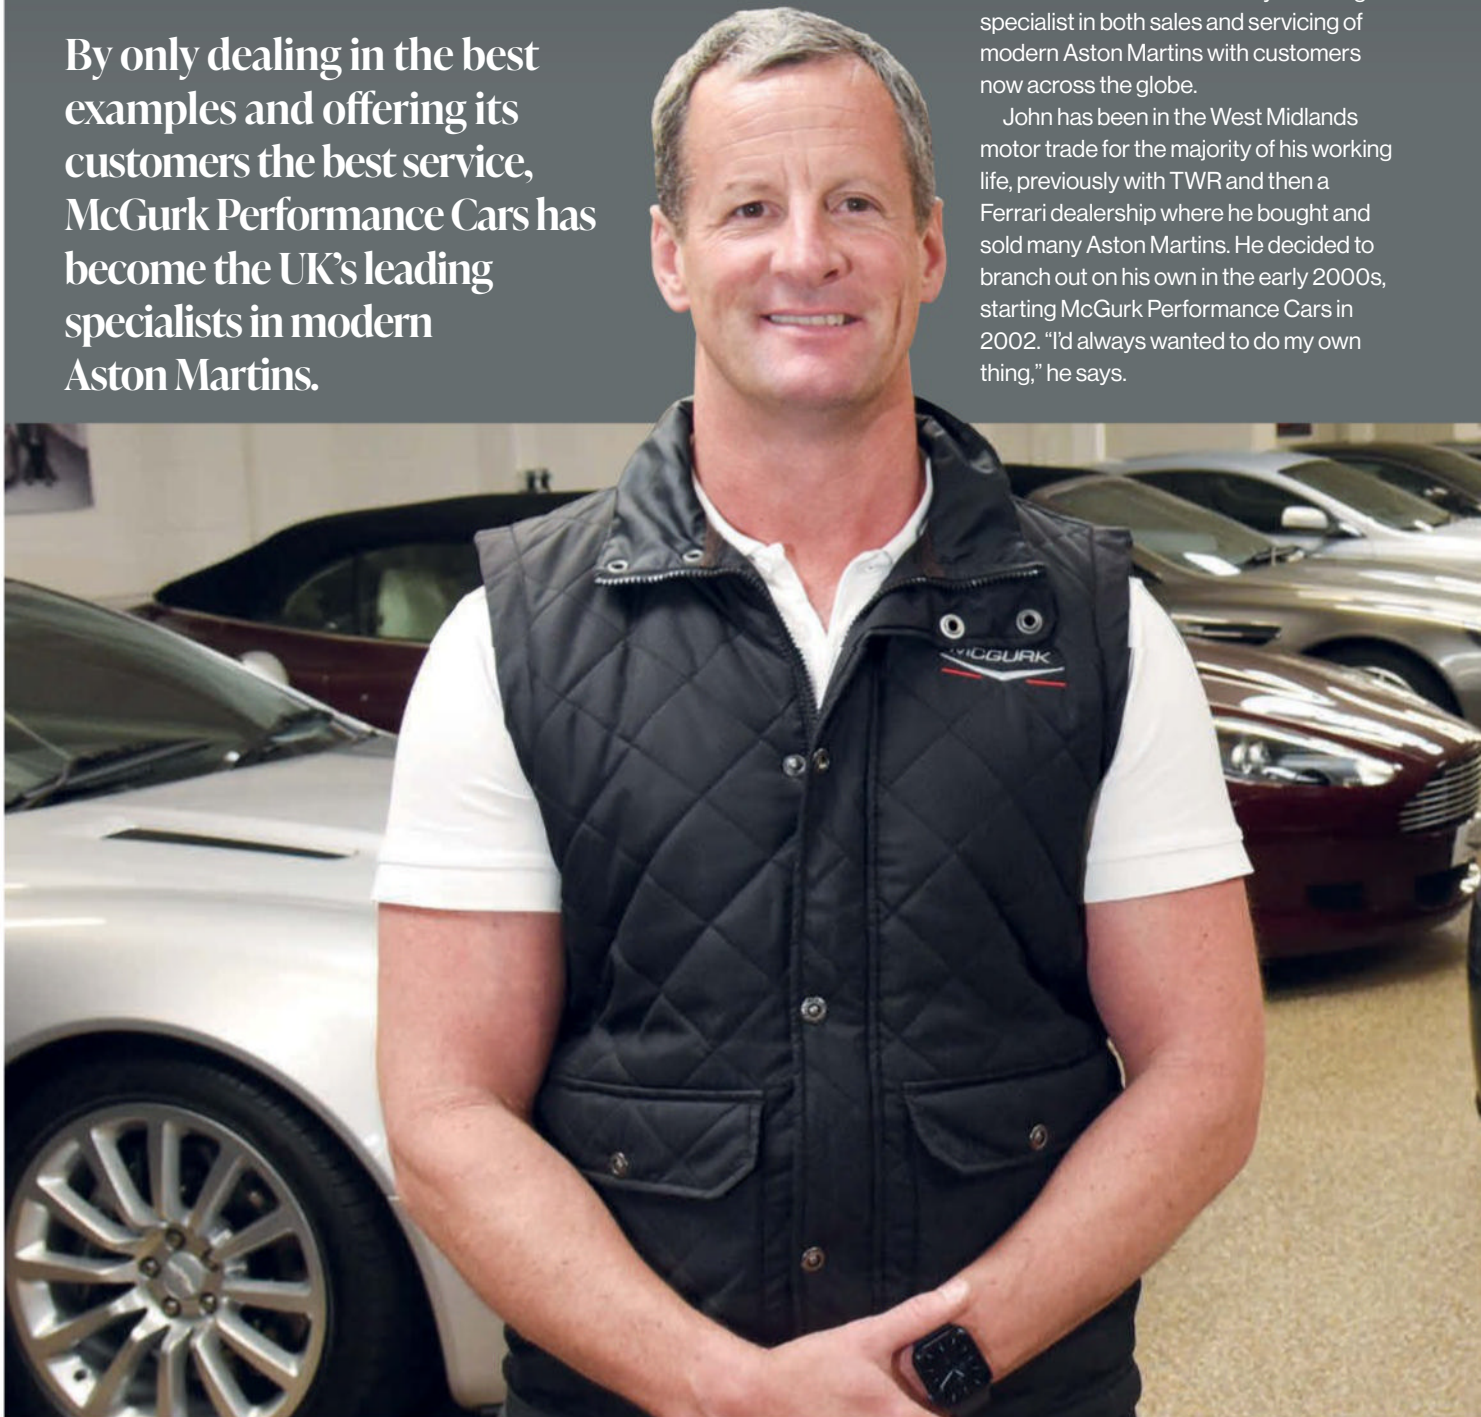 By only dealing in the best
examples and offering its
customers the best service,
McGurk Performance Cars has
become the UK’s leading
specialists in modern
Aston Martins.
specialist in both sales and servicing of
modern Aston Martins with customers
now across the globe.
John has been in the West Midlands
motor trade for the majority of his working
life, previously with TWR and then a
Ferrari dealership where he bought and
sold many Aston Martins. He decided to
branch out on his own in the early 2000s,
starting McGurk Performance Cars in
2002. “I’d always wanted to do my own
thing,” he says.
MCGURK